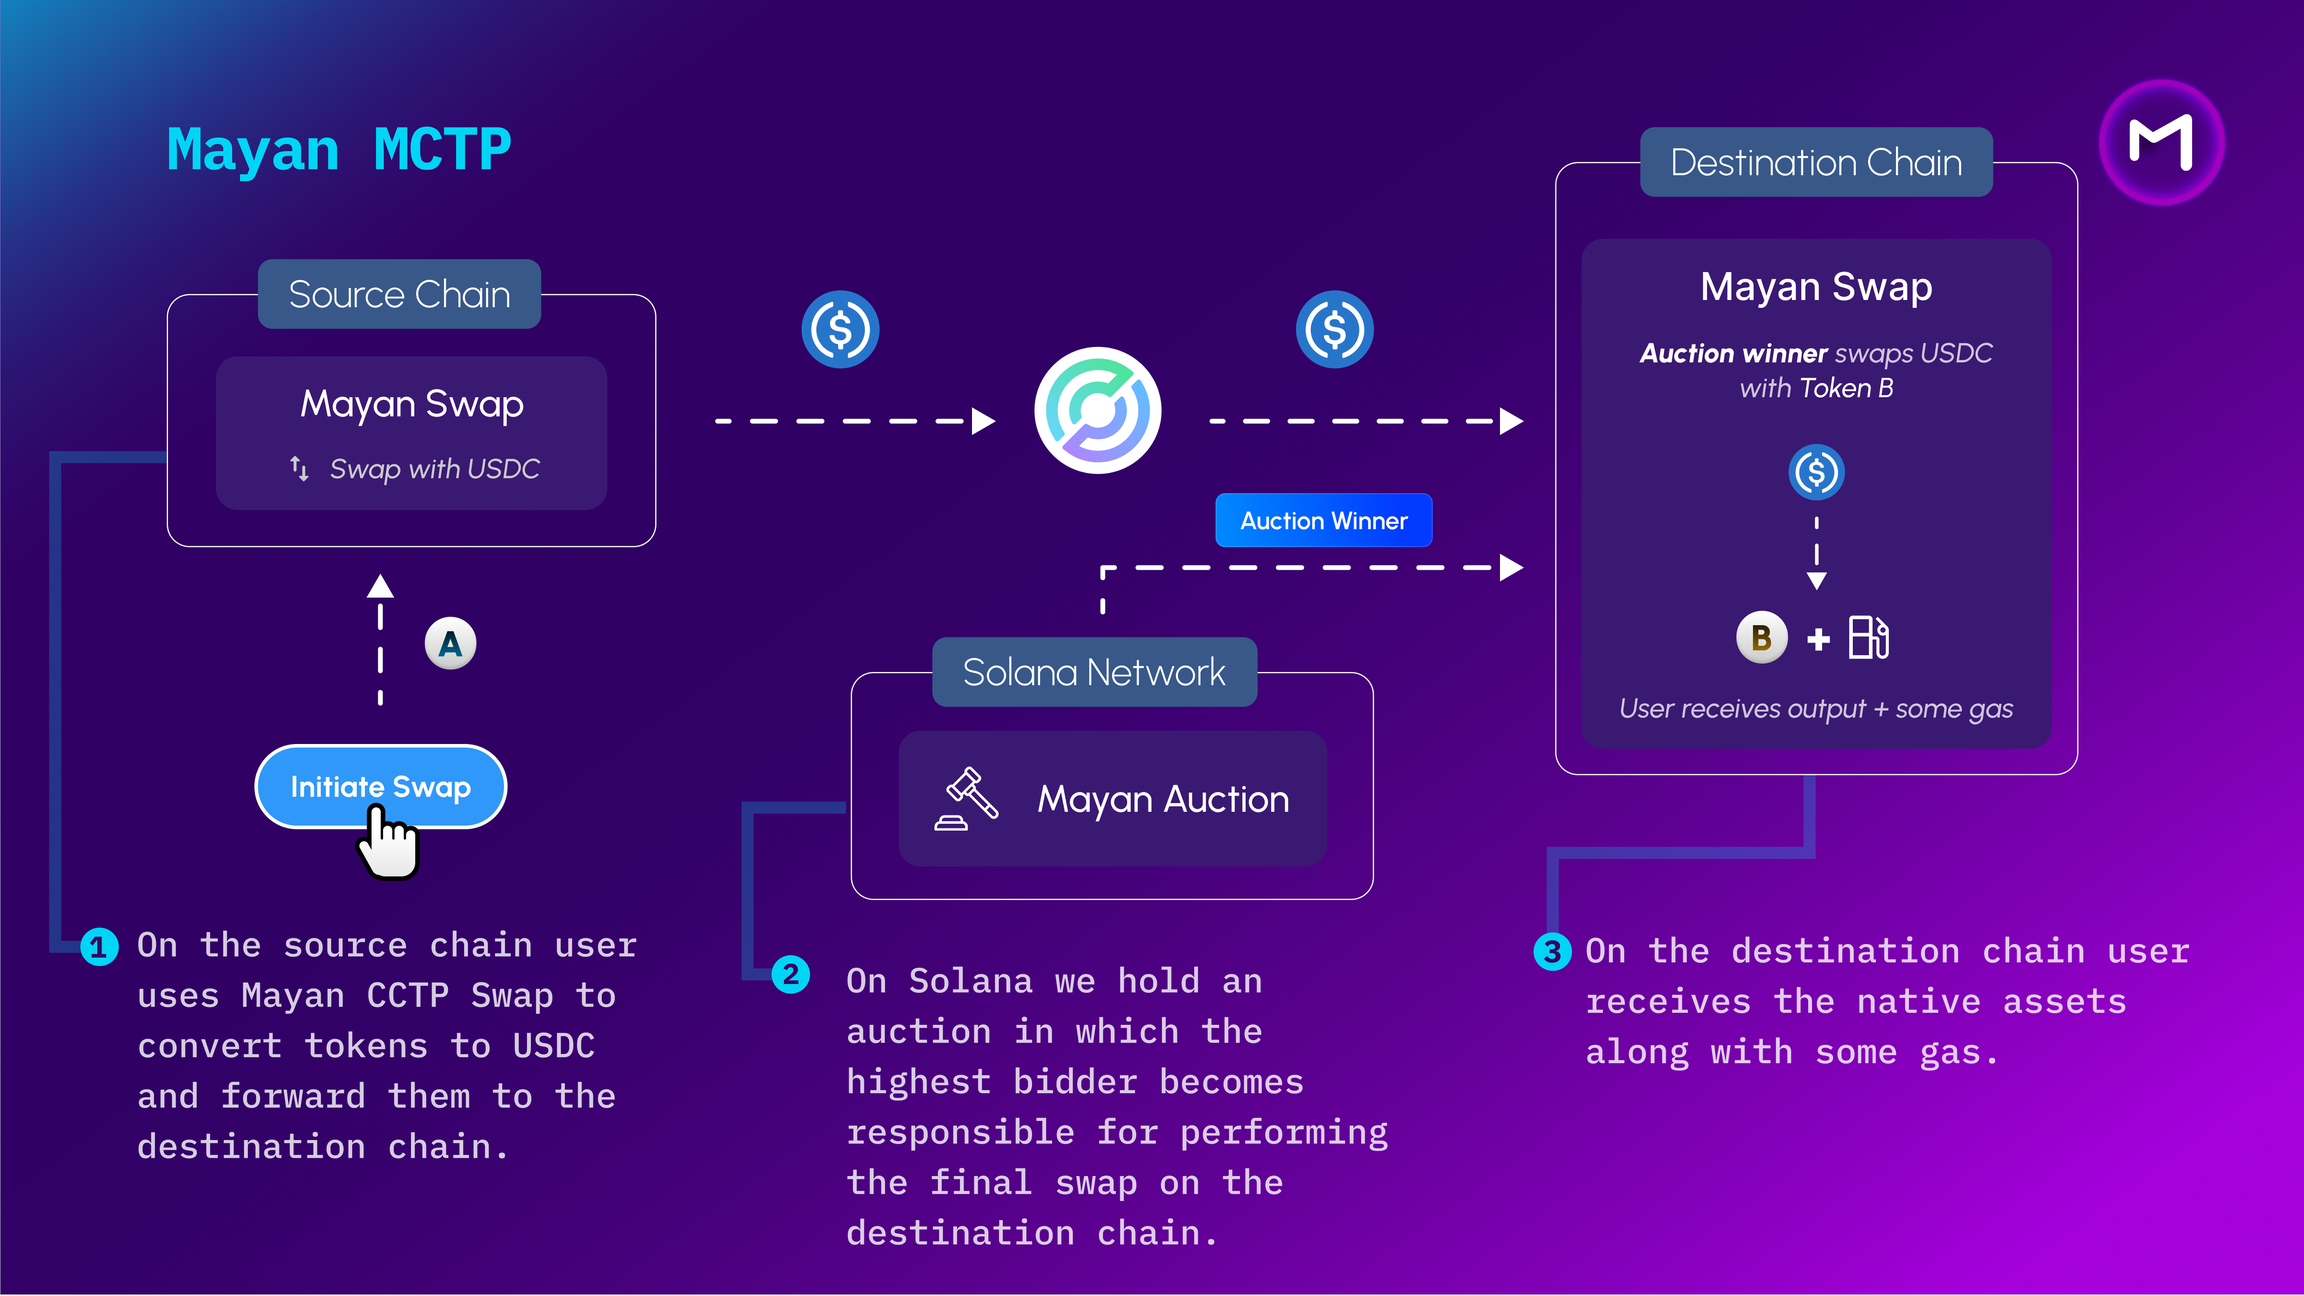 Mayan MCTP
Source Chain
Mayan Swap
Swap with USDC
A
Initiate Swap
1
On the source chain user
uses Mayan CCTP Swap to
convert tokens to USDC
and forward them to the
destination chain.
Auction Winner
Solana Network
Mayan Auction
2
On Solana we hold an
auction in which the
highest bidder becomes
responsible for performing
the final swap on the
destination chain.
Destination Chain
Mayan Swap
Auction winner swaps USDC
with Token B
B +
User receives output + some gas
3
On the destination chain user
receives the native assets
along with some gas.